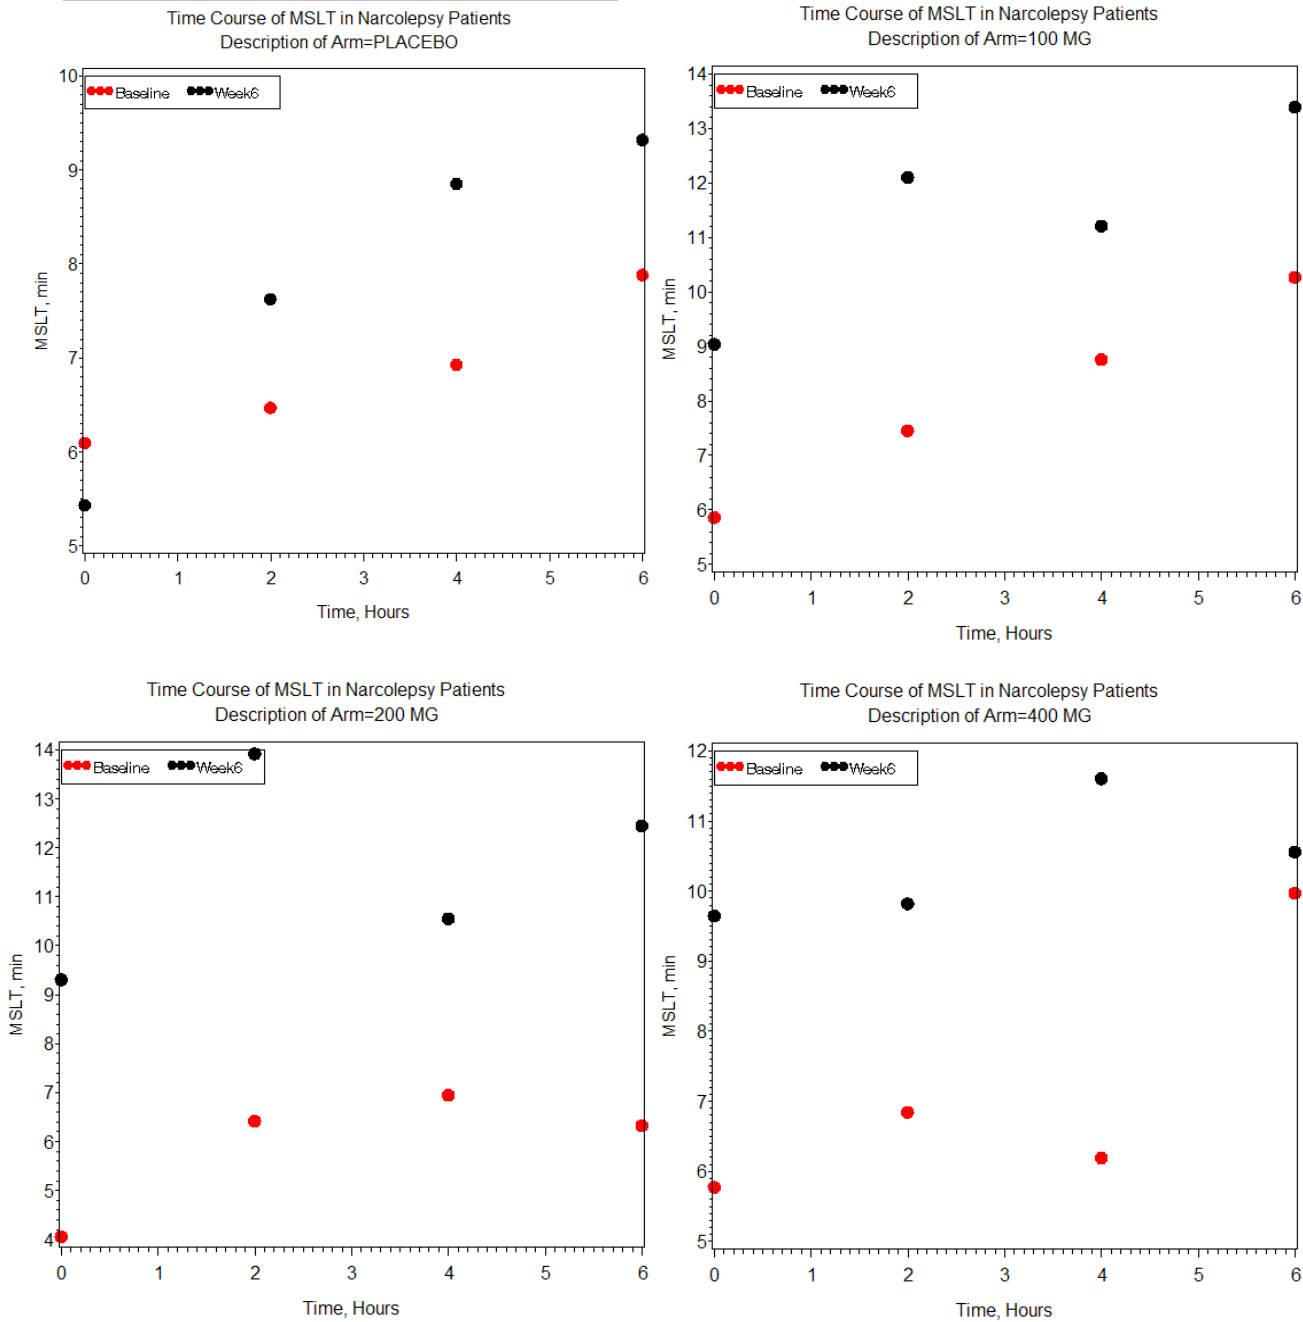 Time Course of MSLT in Narcolepsy Patients
Description of Arm=PLACEBO
10
9
8
7
6
5
MSLT, min
Baseline Week6
0 1 2 3 4 5 6
Time, Hours
Time Course of MSLT in Narcolepsy Patients
Description of Arm=100 MG
14
13
12
11
10
9
8
7
6
5
MSLT, min
Baseline Week6
0 1 2 3 4 5 6
Time, Hours
Time Course of MSLT in Narcolepsy Patients
Description of Arm=200 MG
14
13
12
11
10
9
8
7
6
5
4
MSLT, min
Baseline Week6
0 1 2 3 4 5 6
Time, Hours
Time Course of MSLT in Narcolepsy Patients
Description of Arm=400 MG
12
11
10
9
8
7
6
5
MSLT, min
Baseline Week6
0 1 2 3 4 5 6
Time, Hours